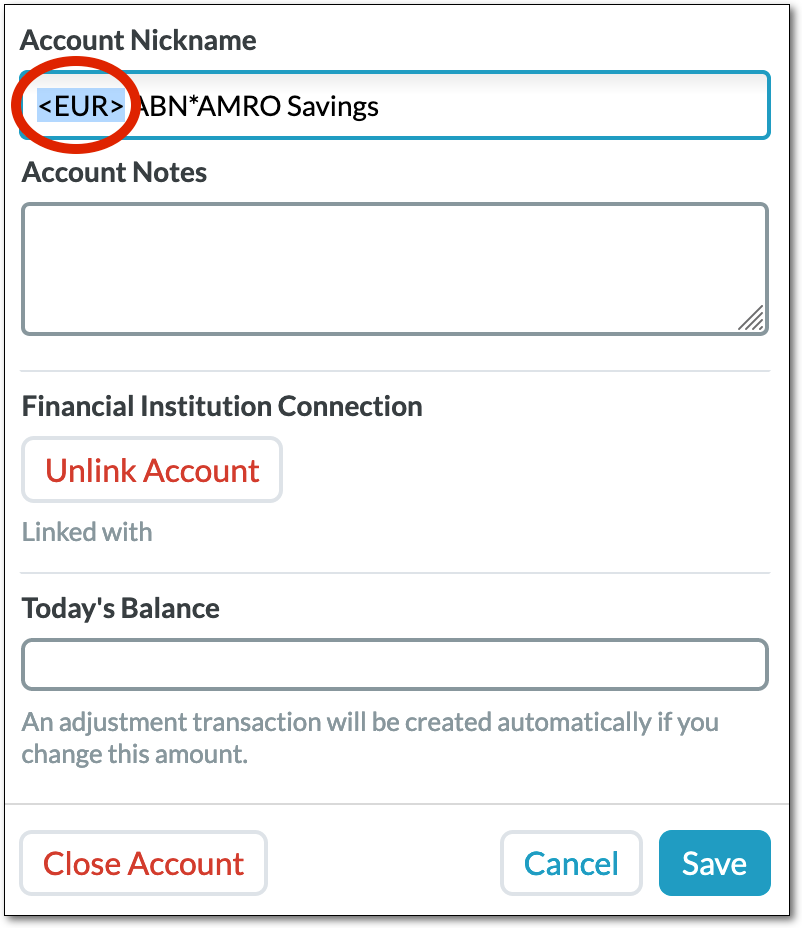 Account Nickname
<EUR> ABN*AMRO Savings
Account Notes
Financial Institution Connection
Unlink Account
Linked with
Today's Balance
An adjustment transaction will be created automatically if you
change this amount.
Close Account
Cancel
Save